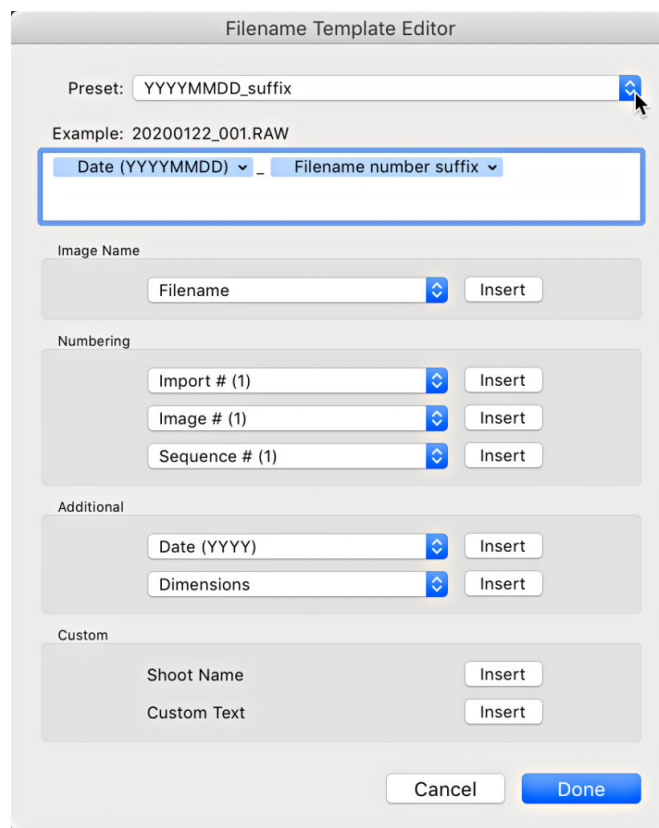 Filename Template Editor
Preset: YYYYMMDD_suffix
Example: 20200122_001.RAW
Date (YYYYMMDD) _ Filename number suffix
Image Name
Filename Insert
Numbering
Import # (1) Insert
Image # (1) Insert
Sequence # (1) Insert
Additional
Date (YYYY) Insert
Dimensions Insert
Custom
Shoot Name Insert
Custom Text Insert
Cancel Done